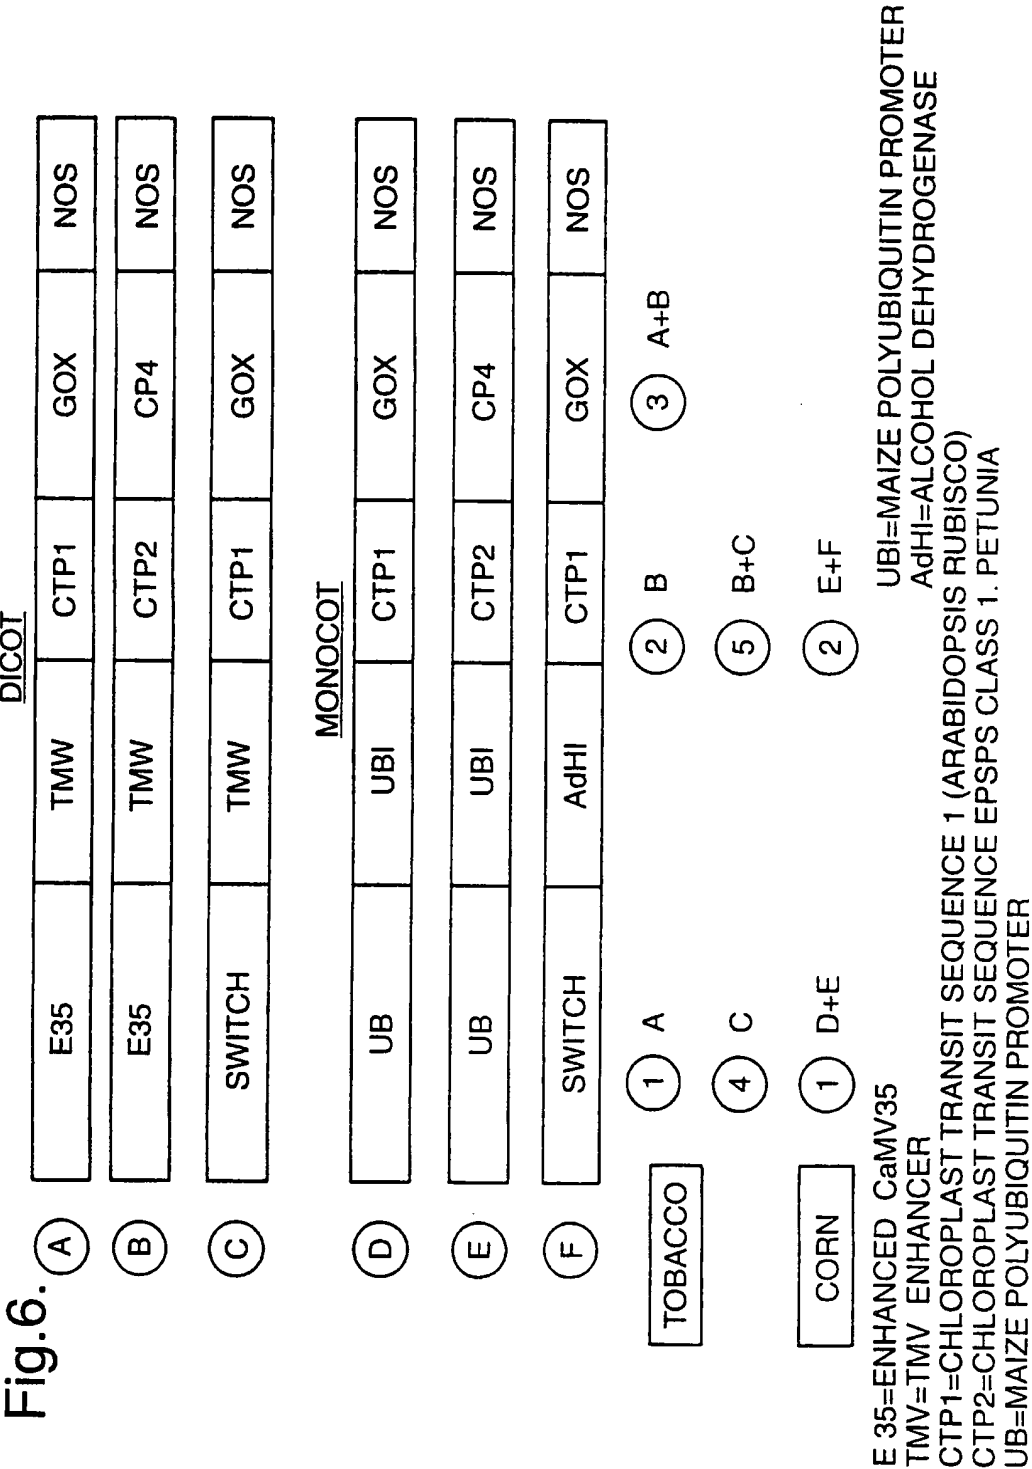 Fig.6.
DICOT
A E35 TMW CTP1 GOX NOS
B E35 TMW CTP2 CP4 NOS
C SWITCH TMW CTP1 GOX NOS
MONOCOT
D UB UBI CTP1 GOX NOS
E UB UBI CTP2 CP4 NOS
F SWITCH AdHI CTP1 GOX NOS
TOBACCO 1 A 2 B 3 A+B
4 C 5 B+C
CORN 1 D+E 2 E+F
E 35=ENHANCED CaMV35
TMV=TMV ENHANCER
CTP1=CHLOROPLAST TRANSIT SEQUENCE 1 (ARABIDOPSIS RUBISCO)
CTP2=CHLOROPLAST TRANSIT SEQUENCE EPSPS CLASS 1. PETUNIA
UB=MAIZE POLYUBIQUITIN PROMOTER
UBI=MAIZE POLYUBIQUITIN PROMOTER
AdHI=ALCOHOL DEHYDROGENASE